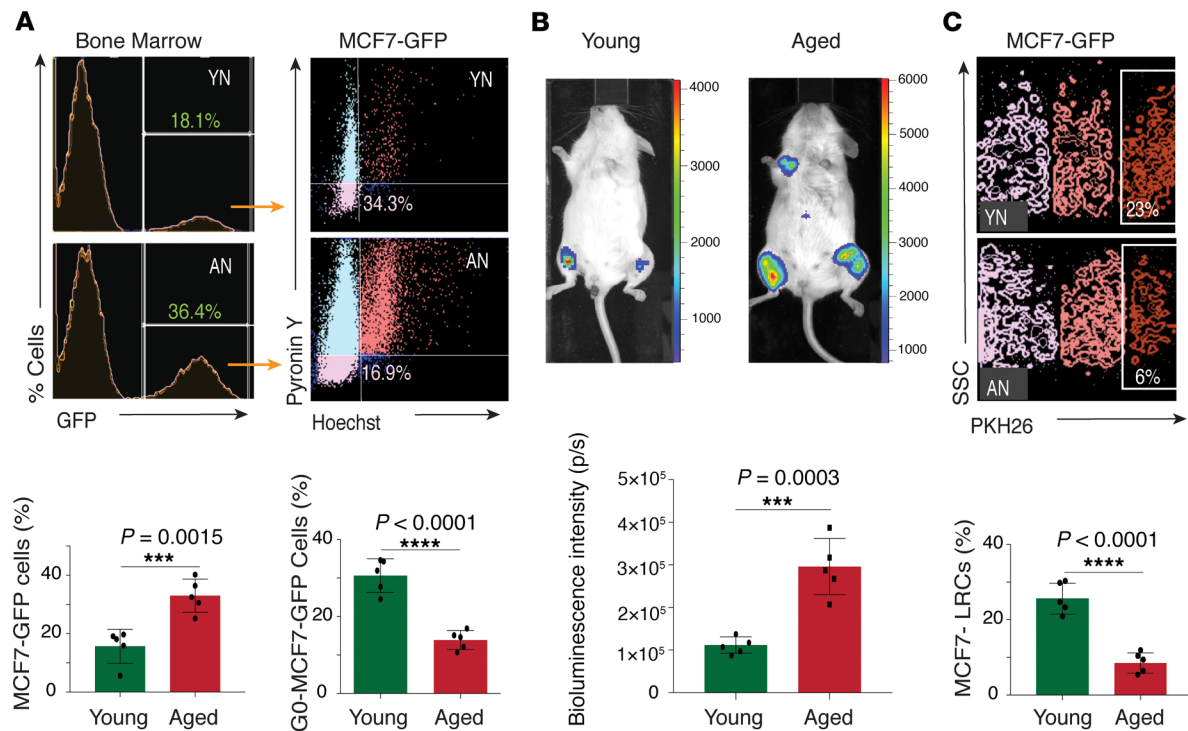 A
Bone Marrow
MCF7-GFP
YN
18.1%
YN
34.3%
AN
36.4%
AN
16.9%
% Cells
GFP
Pyronin Y
Hoechst
B
Young
Aged
4000
3000
2000
1000
6000
5000
4000
3000
2000
1000
C
MCF7-GFP
YN
23%
AN
6%
SSC
PKH26
MCF7-GFP cells (%)
P = 0.0015
***
40
20
0
Young
Aged
G0-MCF7-GFP Cells (%)
P < 0.0001
****
40
20
0
Young
Aged
Bioluminescence intensity (p/s)
P = 0.0003
***
5×10⁵
4×10⁵
3×10⁵
2×10⁵
1×10⁵
0
Young
Aged
MCF7- LRCs (%)
P < 0.0001
****
40
20
0
Young
Aged